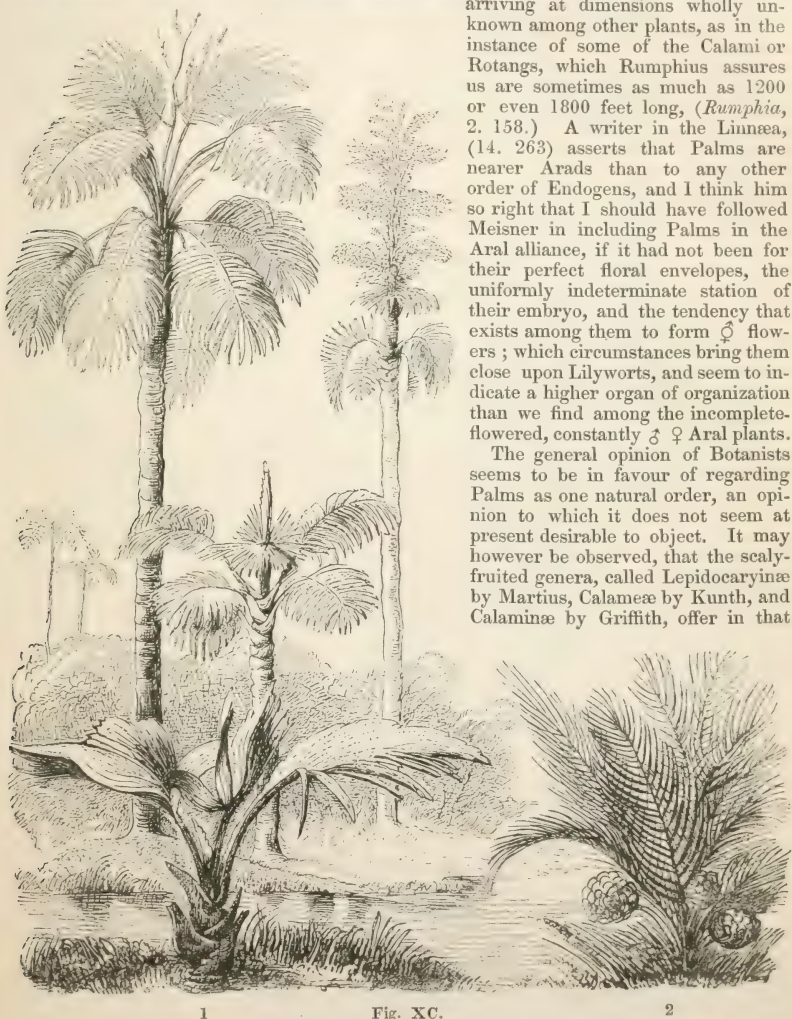 arriving at dimensions wholly un-
known among other plants, as in the
instance of some of the Calami or
Rotangs, which Rumphius assures
us are sometimes as much as 1200
or even 1800 feet long, (Rumphia,
2. 158.) A writer in the Linnæa,
(14. 263) asserts that Palms are
nearer Arads than to any other
order of Endogens, and I think him
so right that I should have followed
Meisner in including Palms in the
Aral alliance, if it had not been for
their perfect floral envelopes, the
uniformly indeterminate station of
their embryo, and the tendency that
exists among them to form ⚥ flow-
ers ; which circumstances bring them
close upon Lilyworts, and seem to in-
dicate a higher organ of organization
than we find among the incomplete-
flowered, constantly ♂ ♀ Aral plants.
The general opinion of Botanists
seems to be in favour of regarding
Palms as one natural order, an opi-
nion to which it does not seem at
present desirable to object. It may
however be observed, that the scaly-
fruited genera, called Lepidocaryinæ
by Martius, Calameæ by Kunth, and
Calaminæ by Griffith, offer in that
1 Fig. XC. 2